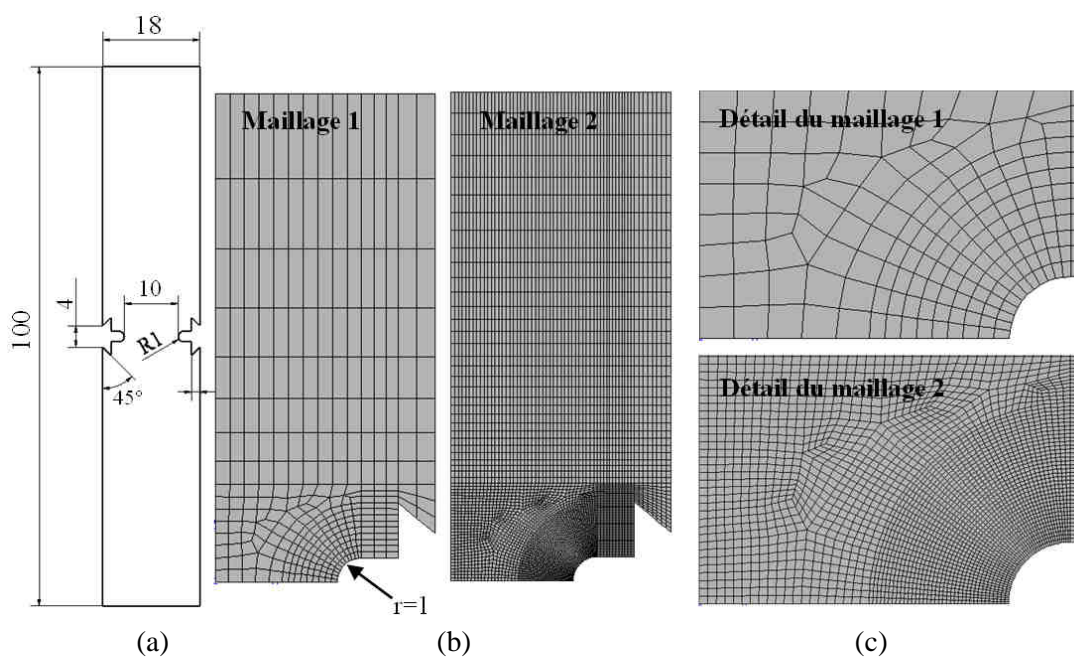 18
Maillage 1
Maillage 2
Détail du maillage 1
100
4
10
R1
45°
Détail du maillage 2
r=1
(a)
(b)
(c)